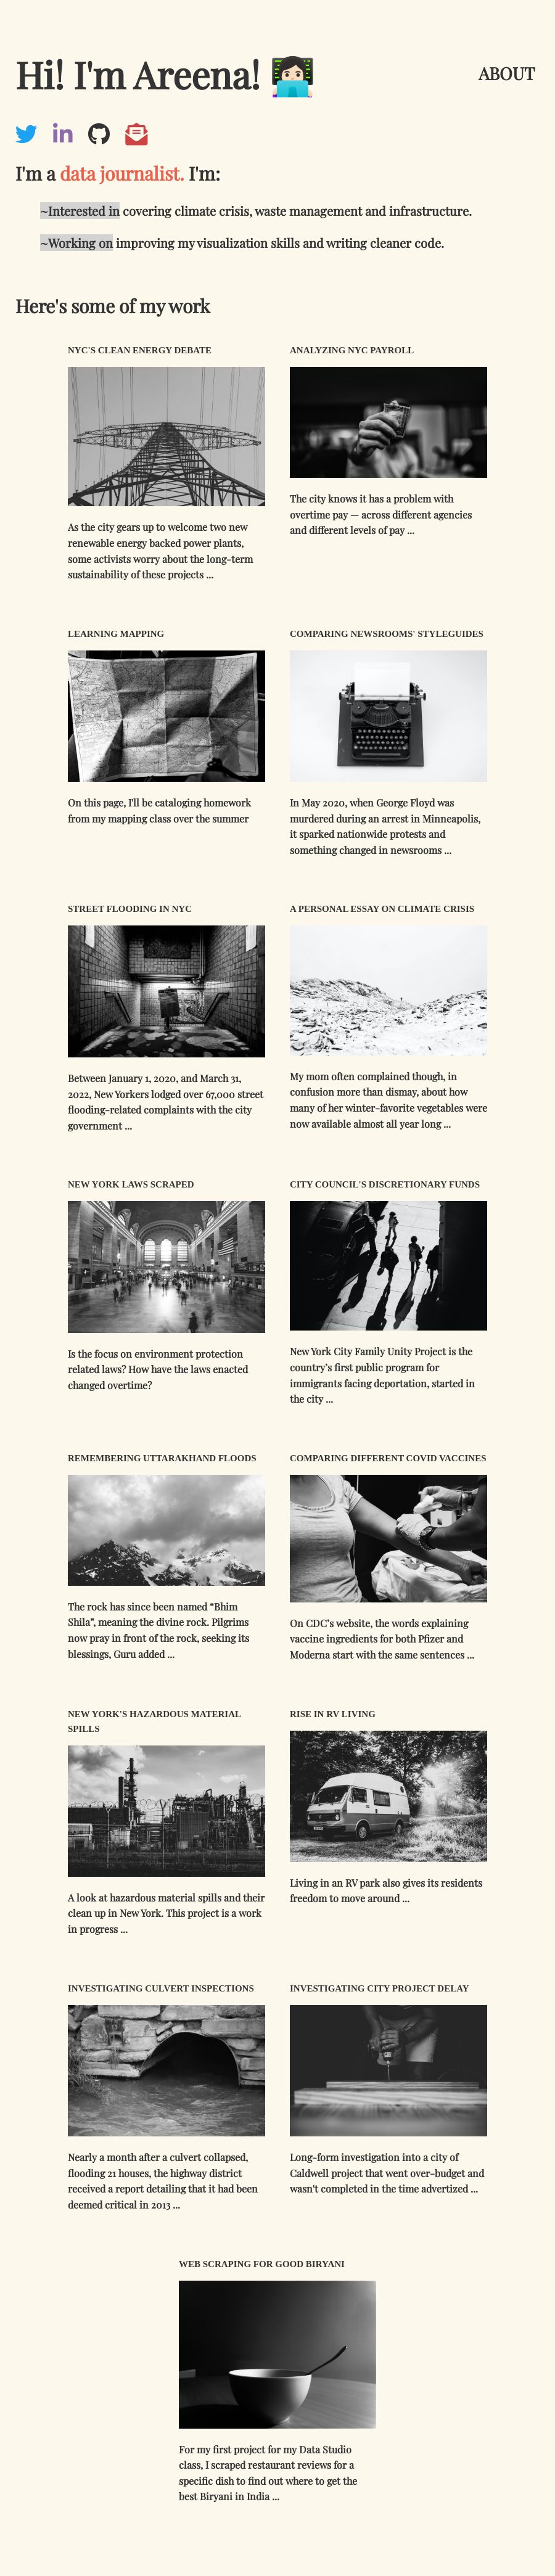 Hi! I'm Areena! 👩🏻‍💻
ABOUT
I'm a data journalist. I'm:
~Interested in covering climate crisis, waste management and infrastructure.
~Working on improving my visualization skills and writing cleaner code.
Here's some of my work
NYC'S CLEAN ENERGY DEBATE
As the city gears up to welcome two new
renewable energy backed power plants,
some activists worry about the long-term
sustainability of these projects ...
ANALYZING NYC PAYROLL
The city knows it has a problem with
overtime pay — across different agencies
and different levels of pay ...
LEARNING MAPPING
On this page, I'll be cataloging homework
from my mapping class over the summer
COMPARING NEWSROOMS' STYLEGUIDES
In May 2020, when George Floyd was
murdered during an arrest in Minneapolis,
it sparked nationwide protests and
something changed in newsrooms ...
STREET FLOODING IN NYC
Between January 1, 2020, and March 31,
2022, New Yorkers lodged over 67,000 street
flooding-related complaints with the city
government ...
A PERSONAL ESSAY ON CLIMATE CRISIS
My mom often complained though, in
confusion more than dismay, about how
many of her winter-favorite vegetables were
now available almost all year long ...
NEW YORK LAWS SCRAPED
Is the focus on environment protection
related laws? How have the laws enacted
changed overtime?
CITY COUNCIL'S DISCRETIONARY FUNDS
New York City Family Unity Project is the
country’s first public program for
immigrants facing deportation, started in
the city ...
REMEMBERING UTTARAKHAND FLOODS
The rock has since been named “Bhim
Shila”, meaning the divine rock. Pilgrims
now pray in front of the rock, seeking its
blessings, Guru added ...
COMPARING DIFFERENT COVID VACCINES
On CDC’s website, the words explaining
vaccine ingredients for both Pfizer and
Moderna start with the same sentences ...
NEW YORK'S HAZARDOUS MATERIAL
SPILLS
A look at hazardous material spills and their
clean up in New York. This project is a work
in progress ...
RISE IN RV LIVING
Living in an RV park also gives its residents
freedom to move around ...
INVESTIGATING CULVERT INSPECTIONS
Nearly a month after a culvert collapsed,
flooding 21 houses, the highway district
received a report detailing that it had been
deemed critical in 2013 ...
INVESTIGATING CITY PROJECT DELAY
Long-form investigation into a city of
Caldwell project that went over-budget and
wasn't completed in the time advertized ...
WEB SCRAPING FOR GOOD BIRYANI
For my first project for my Data Studio
class, I scraped restaurant reviews for a
specific dish to find out where to get the
best Biryani in India ...